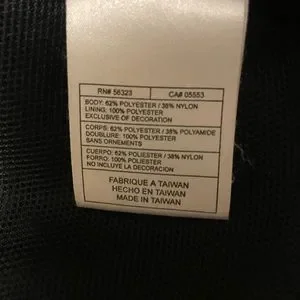 RN# 56323 CA# 05553
BODY: 62% POLYESTER / 38% NYLON
LINING: 100% POLYESTER
EXCLUSIVE OF DECORATION
CORPS: 62% POLYESTER / 38% POLYAMIDE
DOUBLURE: 100% POLYESTER
SANS ORNEMENTS
CUERPO: 62% POLIESTER / 38% NYLON
FORRO: 100% POLIESTER
NO INCLUYE LA DECORACION
FABRIQUE A TAIWAN
HECHO EN TAIWAN
MADE IN TAIWAN